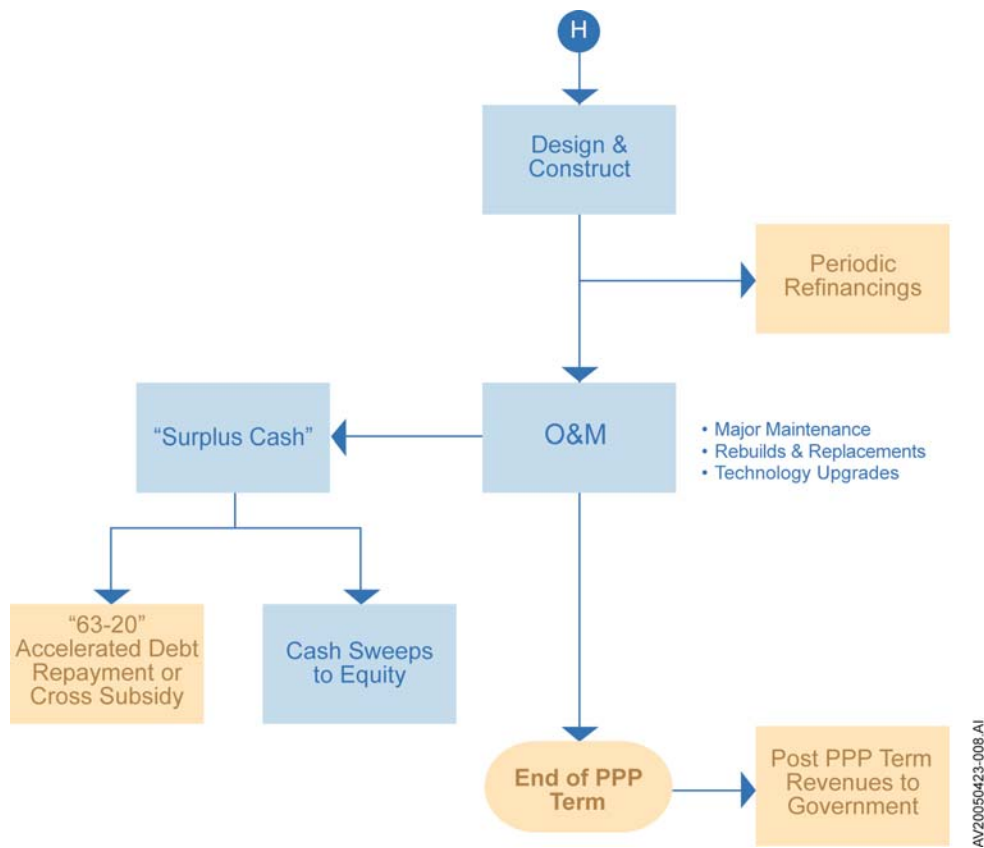 H
Design &
Construct
Periodic
Refinancings
“Surplus Cash”
O&M
• Major Maintenance
• Rebuilds & Replacements
• Technology Upgrades
“63-20”
Accelerated Debt
Repayment or
Cross Subsidy
Cash Sweeps
to Equity
End of PPP
Term
Post PPP Term
Revenues to
Government
AV20050423-008.AI